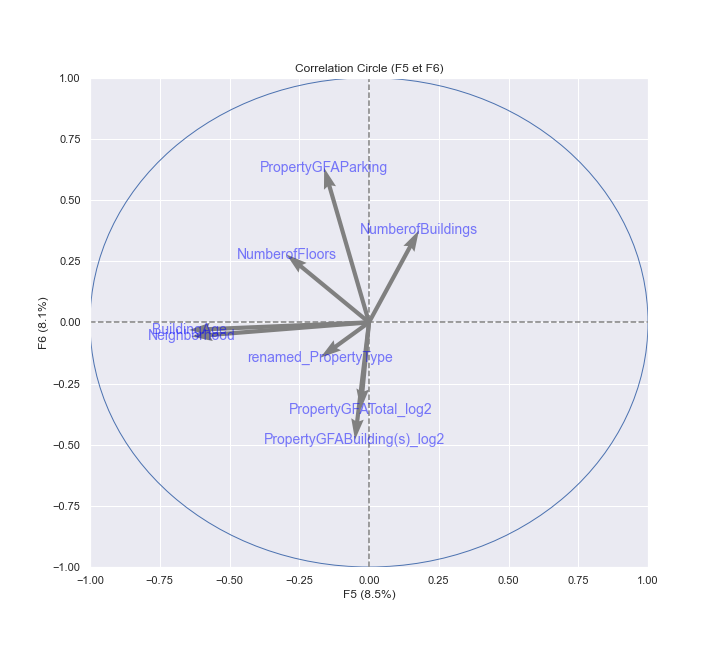 Correlation Circle (F5 et F6)
1.00
0.75
0.50
0.25
0.00
−0.25
−0.50
−0.75
−1.00
F6 (8.1%)
PropertyGFAParking
NumberofBuildings
NumberofFloors
BuildingAge
Neighborhood
renamed_PropertyType
PropertyGFATotal_log2
PropertyGFABuilding(s)_log2
−1.00 −0.75 −0.50 −0.25 0.00 0.25 0.50 0.75 1.00
F5 (8.5%)